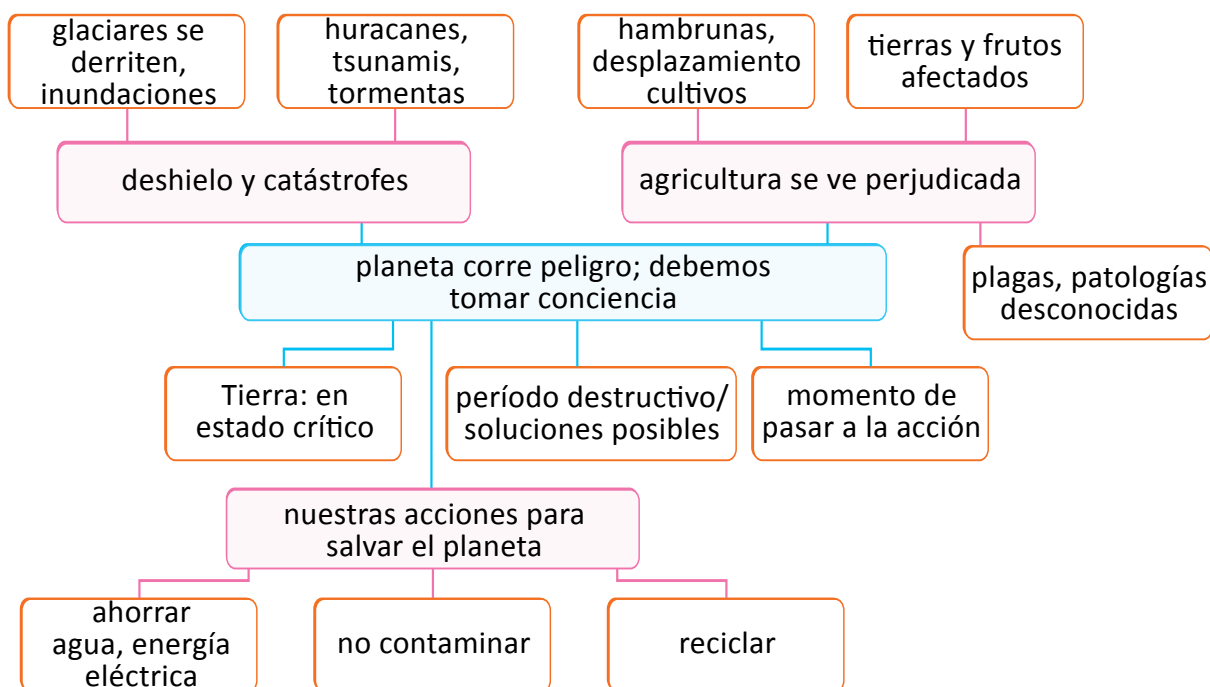 glaciares se
derriten,
inundaciones
huracanes,
tsunamis,
tormentas
hambrunas,
desplazamiento
cultivos
tierras y frutos
afectados
deshielo y catástrofes
agricultura se ve perjudicada
planeta corre peligro; debemos
tomar conciencia
plagas, patologías
desconocidas
Tierra: en
estado crítico
período destructivo/
soluciones posibles
momento de
pasar a la acción
nuestras acciones para
salvar el planeta
ahorrar
agua, energía
eléctrica
no contaminar
reciclar